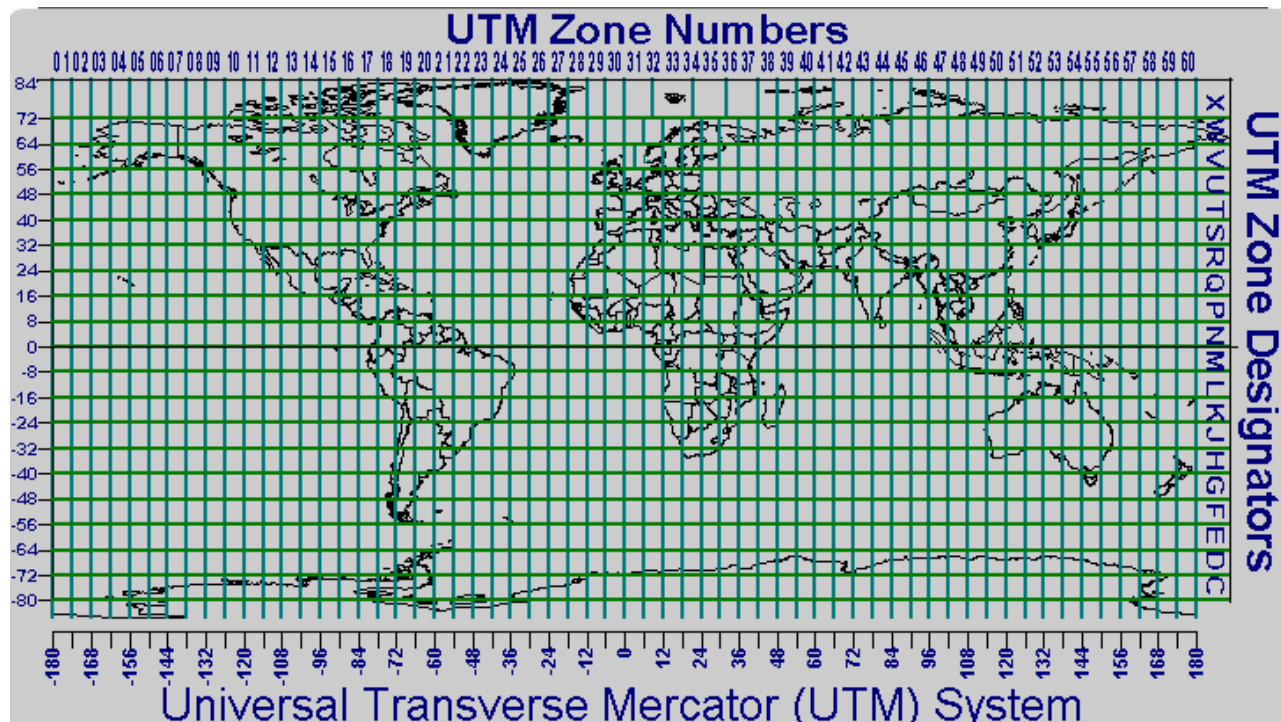 UTM Zone Numbers
01 02 03 04 05 06 07 08 09 10 11 12 13 14 15 16 17 18 19 20 21 22 23 24 25 26 27 28 29 30 31 32 33 34 35 36 37 38 39 40 41 42 43 44 45 46 47 48 49 50 51 52 53 54 55 56 57 58 59 60
84
72
64
56
48
40
32
24
16
8
0
-8
-16
-24
-32
-40
-48
-56
-64
-72
-80
X
W
V
U
T
S
R
Q
P
N
M
L
K
J
H
G
F
E
D
C
UTM Zone Designators
-180 -168 -156 -144 -132 -120 -108 -96 -84 -72 -60 -48 -36 -24 -12 0 12 24 36 48 60 72 84 96 108 120 132 144 156 168 180
Universal Transverse Mercator (UTM) System